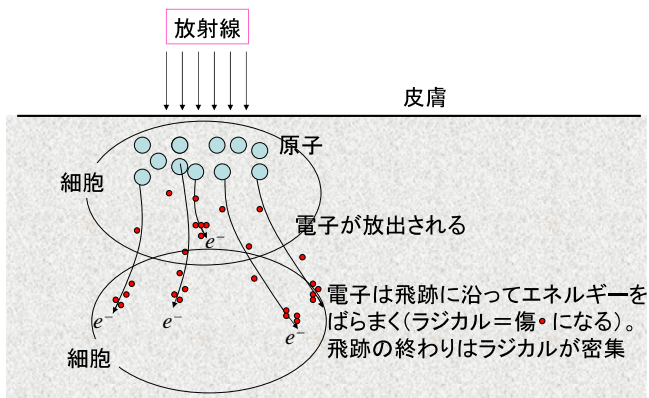 放射線
皮膚
原子
細胞
電子が放出される
e⁻
電子は飛跡に沿ってエネルギーを
ばらまく(ラジカル=傷•になる)。
飛跡の終わりはラジカルが密集
e⁻
e⁻
e⁻
細胞